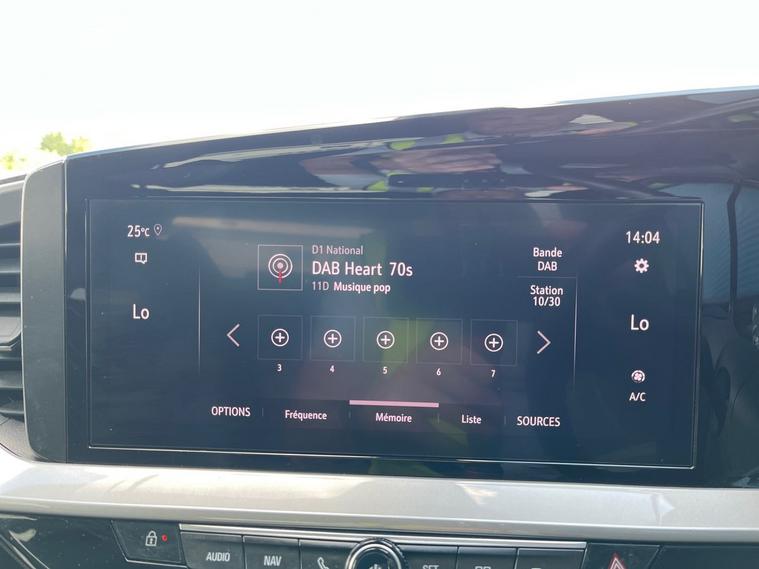 25°C
14:04
D1 National
DAB Heart 70s
11D Musique pop
Bande
DAB
Station
10/30
Lo
Lo
3 4 5 6 7
A/C
OPTIONS Fréquence Mémoire Liste SOURCES
AUDIO NAV SET